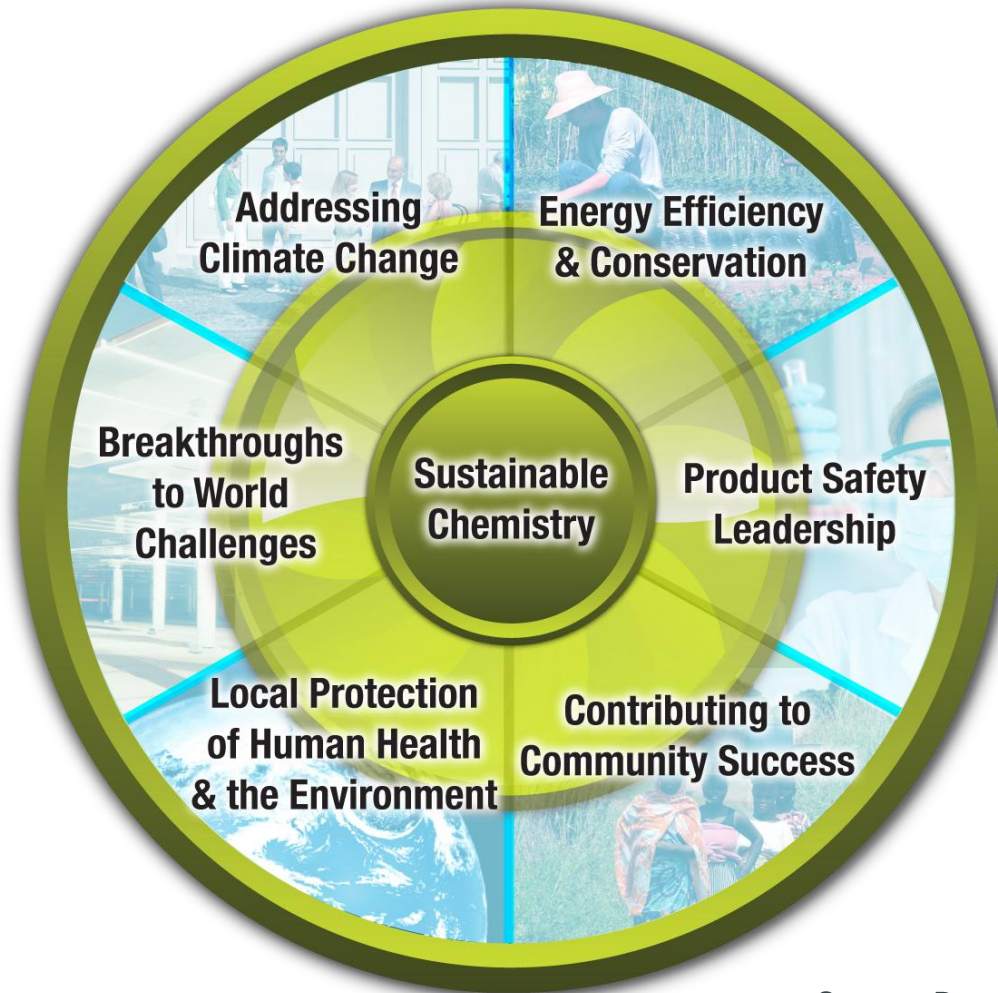 Addressing
Climate Change
Energy Efficiency
& Conservation
Breakthroughs
to World
Challenges
Sustainable
Chemistry
Product Safety
Leadership
Local Protection
of Human Health
& the Environment
Contributing to
Community Success